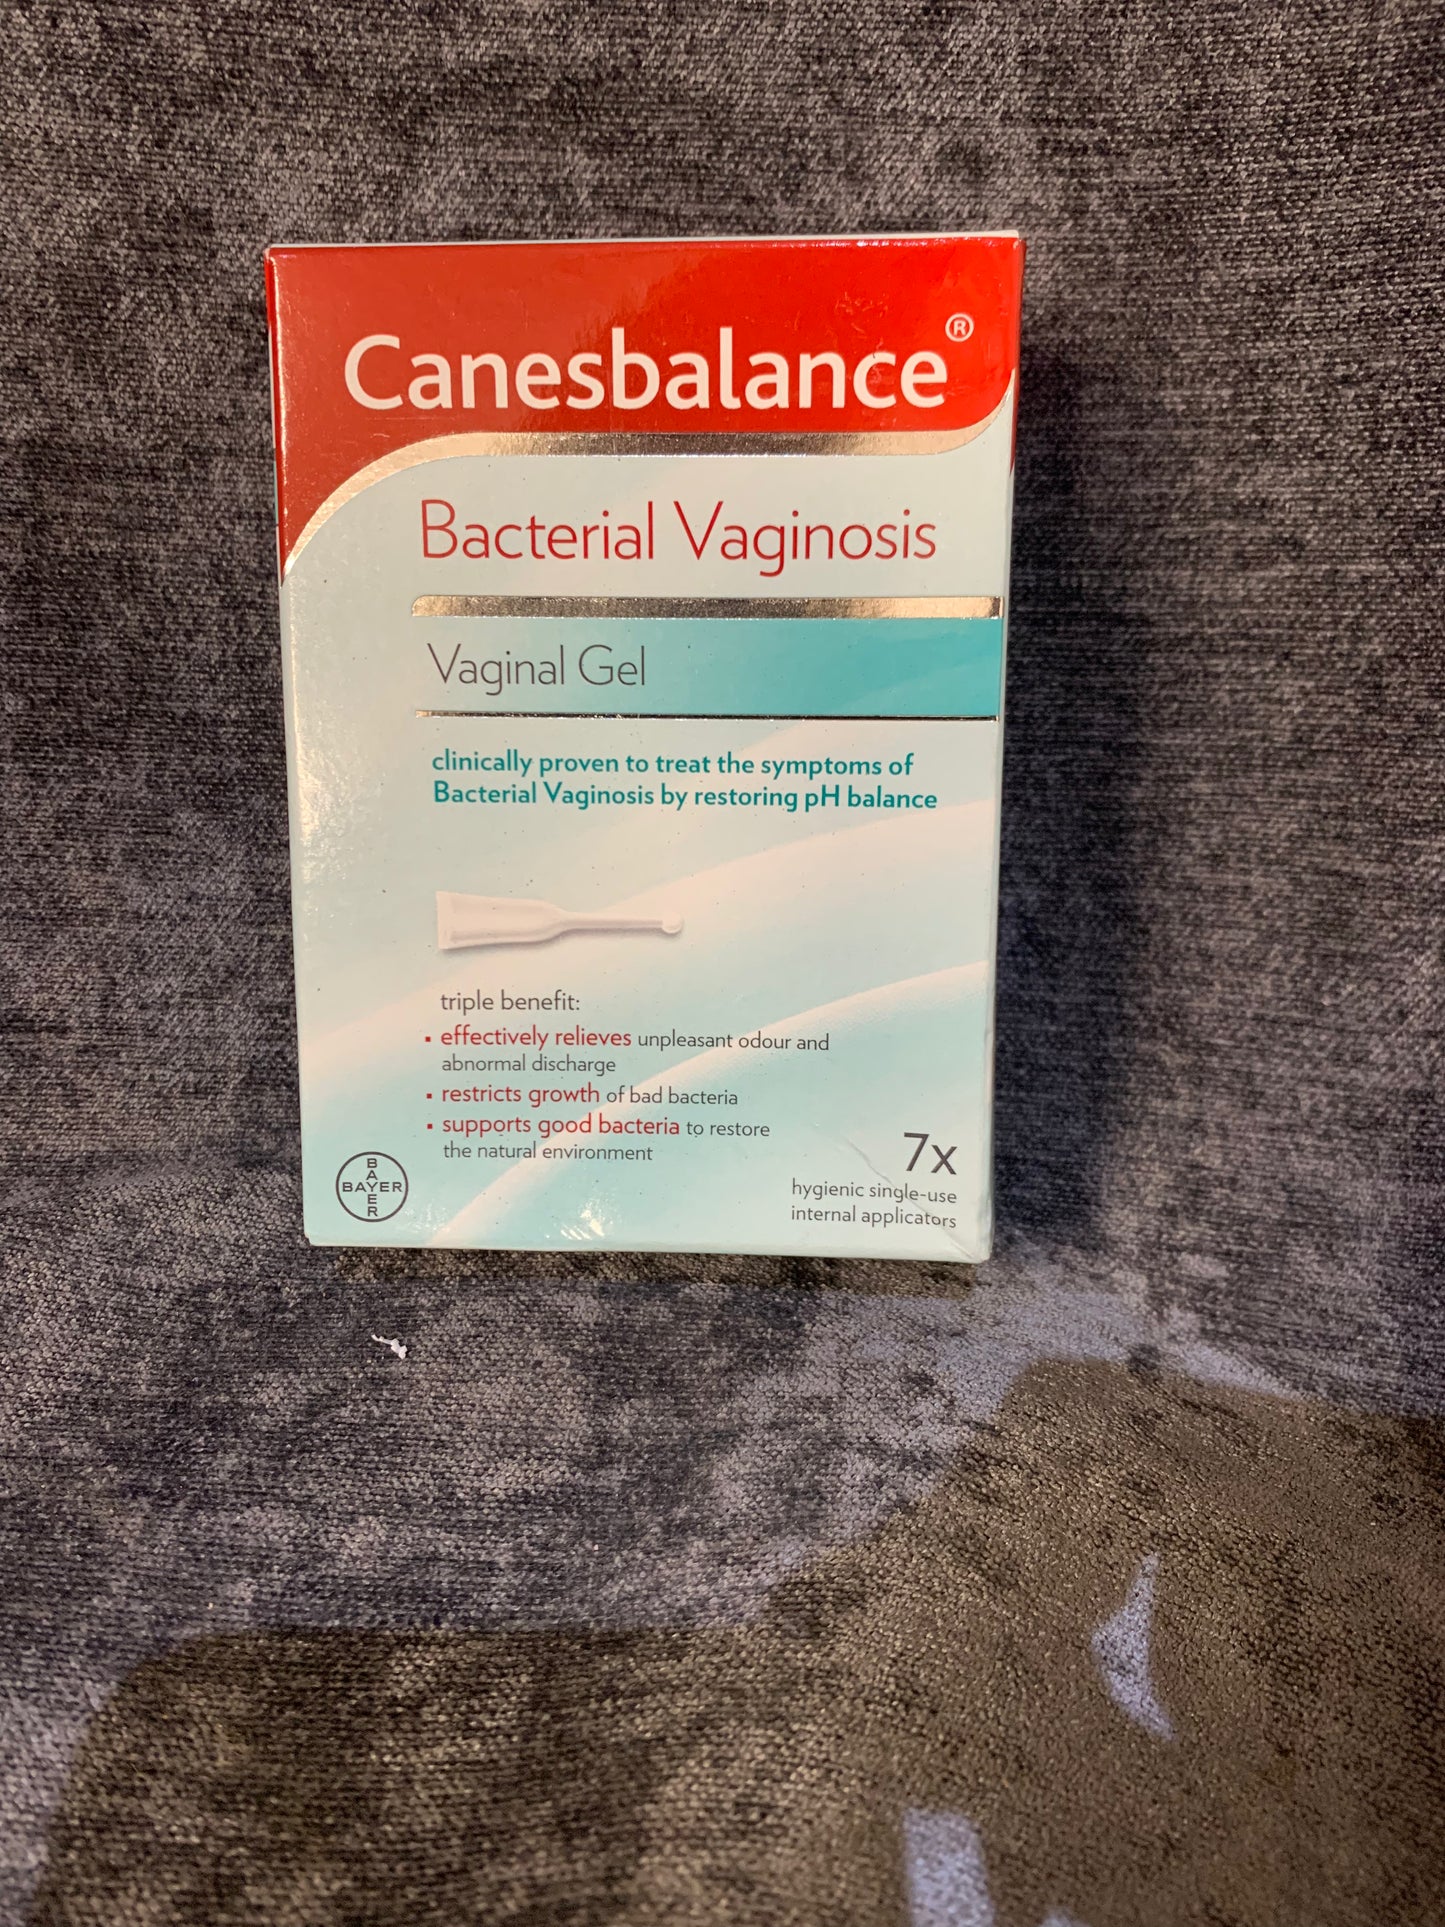 Canesbalance®
Bacterial Vaginosis
Vaginal Gel
clinically proven to treat the symptoms of
Bacterial Vaginosis by restoring pH balance
triple benefit:
▪ effectively relieves unpleasant odour and
abnormal discharge
▪ restricts growth of bad bacteria
▪ supports good bacteria to restore
the natural environment
BAYER
BAYER
7x
hygienic single-use
internal applicators